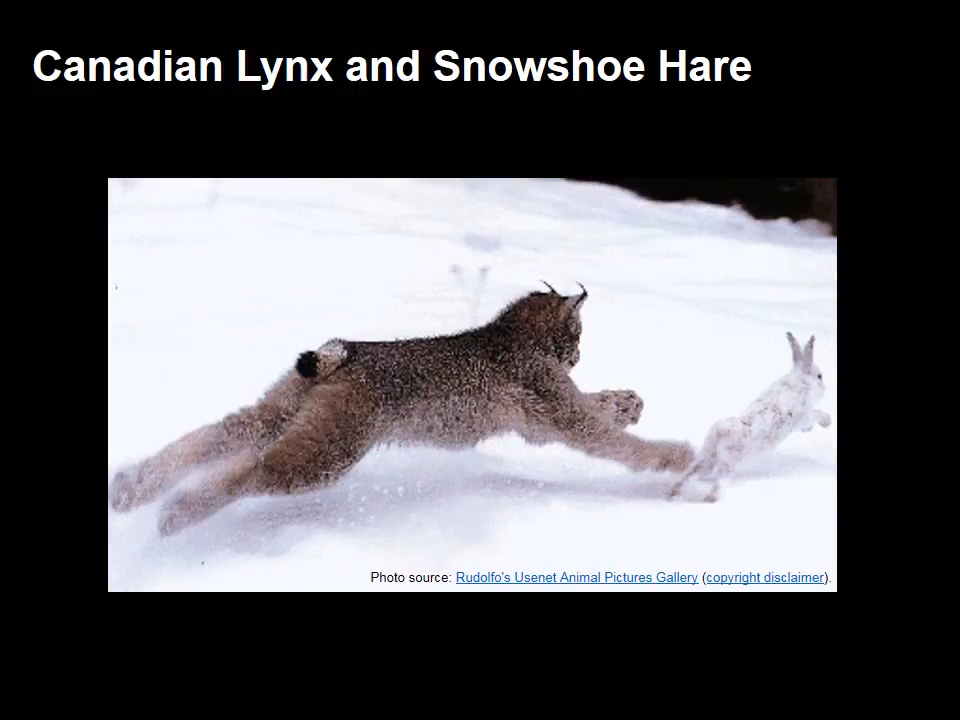 Canadian Lynx and Snowshoe Hare
Photo source: Rudolfo's Usenet Animal Pictures Gallery (copyright disclaimer).